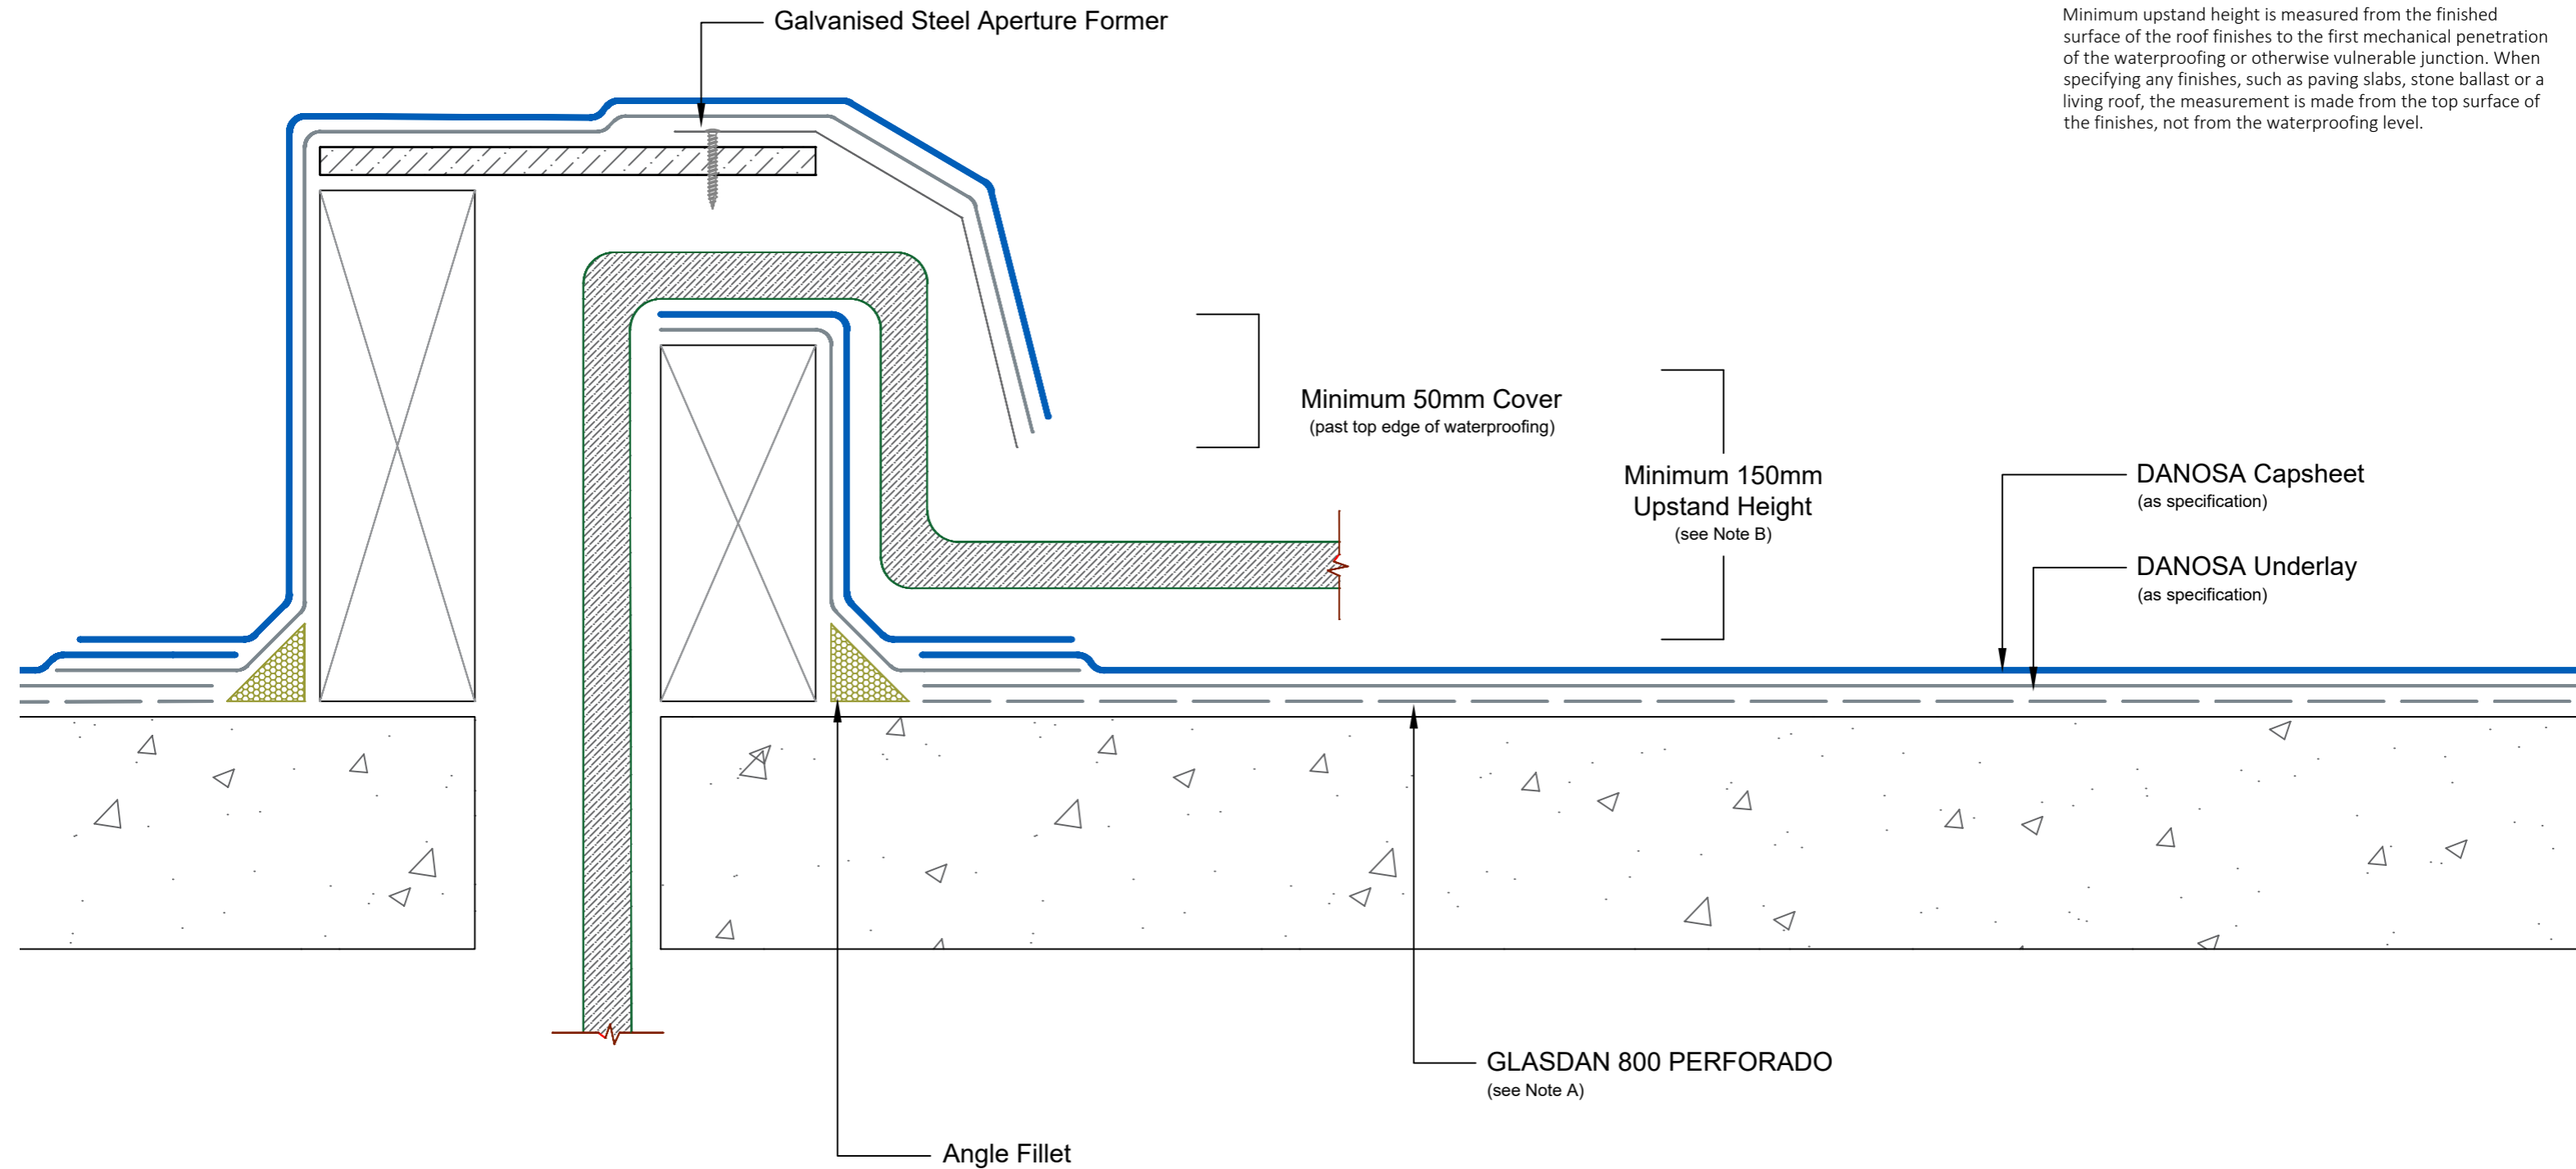 Galvanised Steel Aperture Former
Minimum upstand height is measured from the finished
surface of the roof finishes to the first mechanical penetration
of the waterproofing or otherwise vulnerable junction. When
specifying any finishes, such as paving slabs, stone ballast or a
living roof, the measurement is made from the top surface of
the finishes, not from the waterproofing level.
Minimum 50mm Cover
(past top edge of waterproofing)
Minimum 150mm
Upstand Height
(see Note B)
DANOSA Capsheet
(as specification)
DANOSA Underlay
(as specification)
GLASDAN 800 PERFORADO
(see Note A)
Angle Fillet